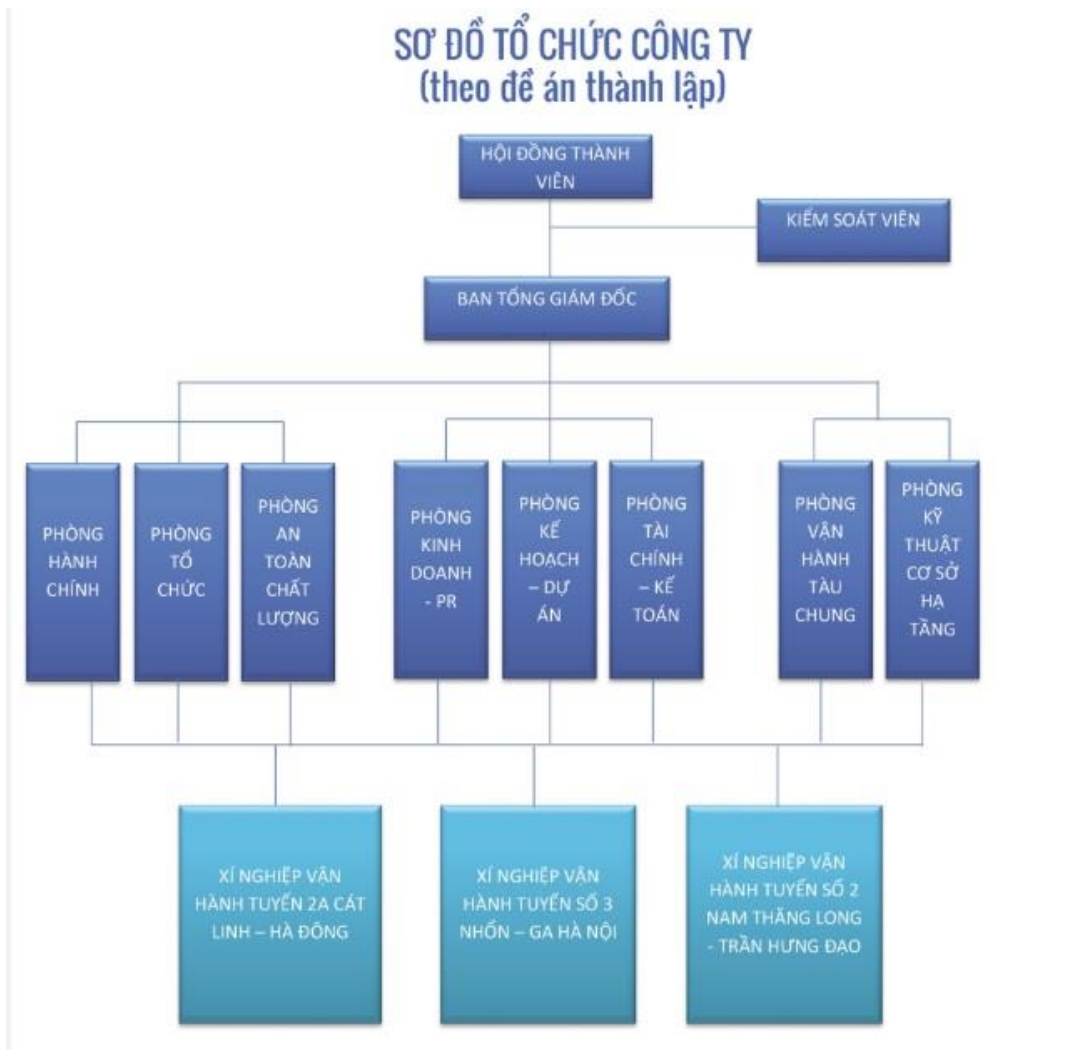 SƠ ĐỒ TỔ CHỨC CÔNG TY
(theo đề án thành lập)
HỘI ĐỒNG THÀNH
VIÊN
KIỂM SOÁT VIÊN
BAN TỔNG GIÁM ĐỐC
PHÒNG
HÀNH
CHÍNH
PHÒNG
TỔ
CHỨC
PHÒNG
AN
TOÀN
CHẤT
LƯỢNG
PHÒNG
KINH
DOANH
- PR
PHÒNG
KẾ
HOẠCH
– DỰ
ÁN
PHÒNG
TÀI
CHÍNH
– KẾ
TOÁN
PHÒNG
VẬN
HÀNH
TÀU
CHUNG
PHÒNG
KỸ
THUẬT
CƠ SỞ
HẠ
TẦNG
XÍ NGHIỆP VẬN
HÀNH TUYẾN 2A CÁT
LINH – HÀ ĐÔNG
XÍ NGHIỆP VẬN
HÀNH TUYẾN SỐ 3
NHỔN – GA HÀ NỘI
XÍ NGHIỆP VẬN
HÀNH TUYẾN SỐ 2
NAM THĂNG LONG
- TRẦN HƯNG ĐẠO